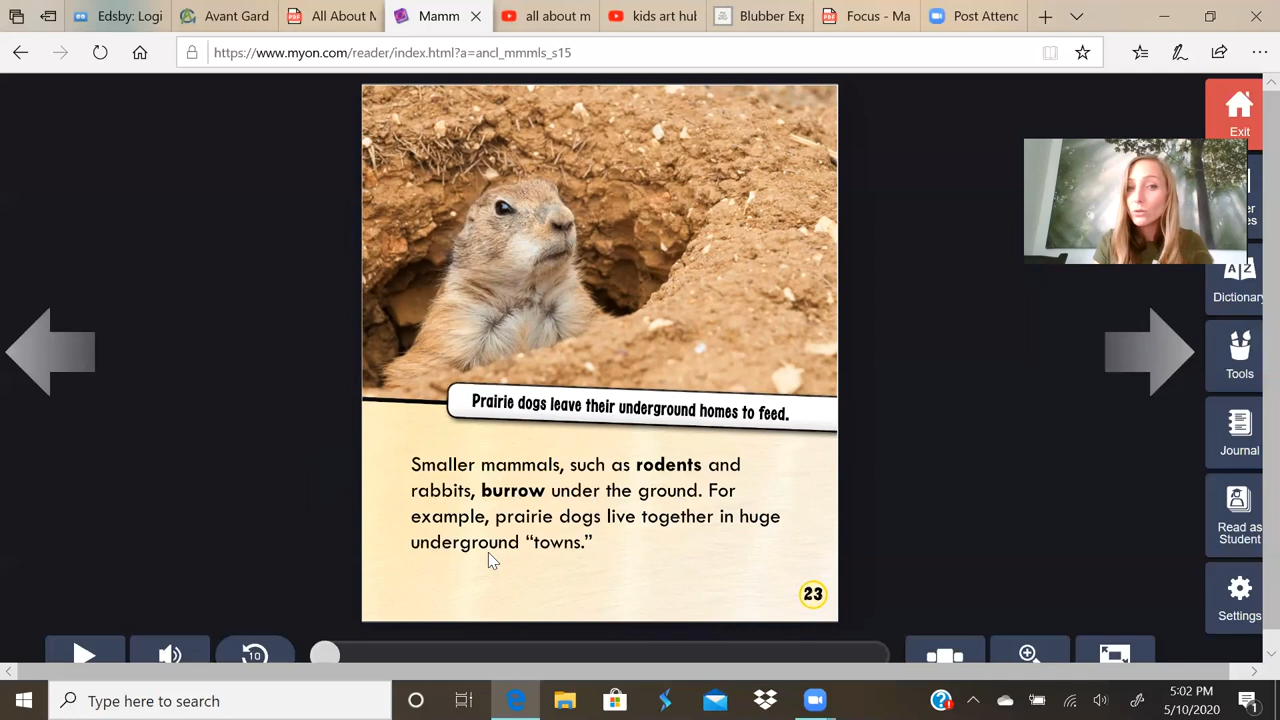 Edsby: Logi
Avant Gard
All About M
Mamm
all about m
kids art hu
Blubber Exp
Focus - Ma
Post Attend
https://www.myon.com/reader/index.html?a=ancl_mmmls_s15
Exit
Dictionary
Tools
Journal
Read as
Student
Settings
Prairie dogs leave their underground homes to feed.
Smaller mammals, such as rodents and
rabbits, burrow under the ground. For
example, prairie dogs live together in huge
underground “towns.”
23
10
Type here to search
5:02 PM
5/10/2020